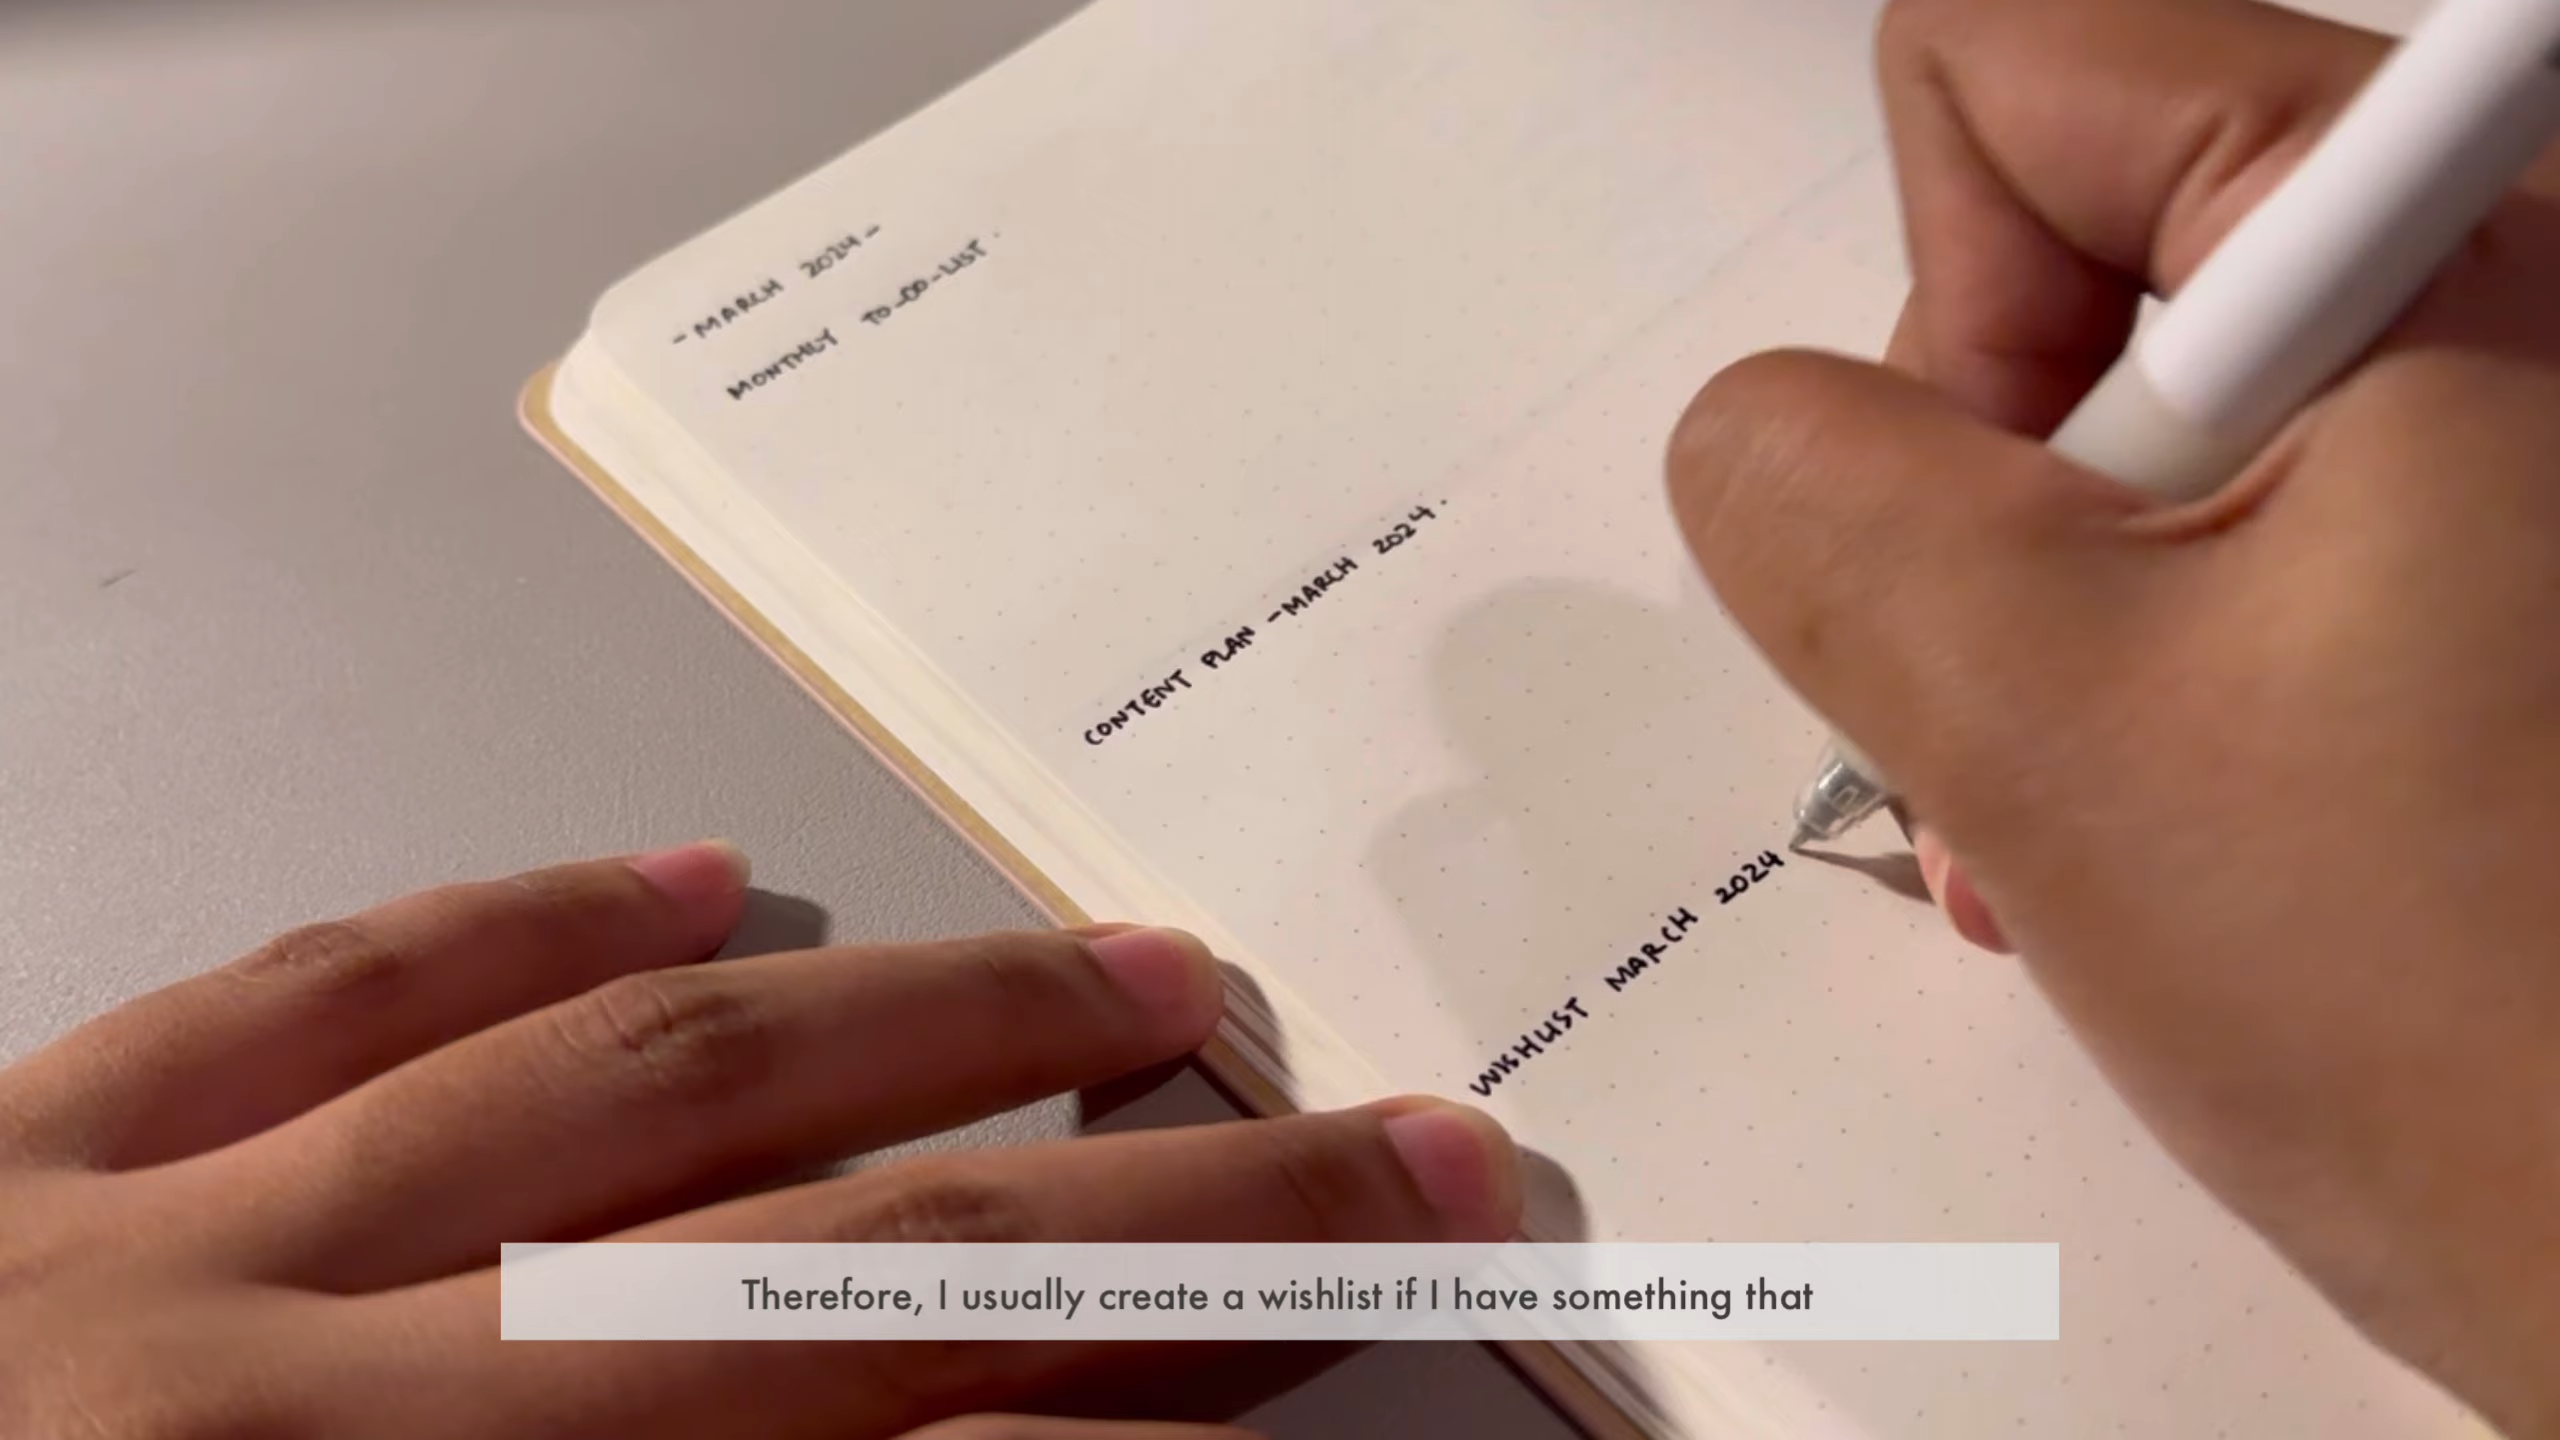 - MARCH 2024 -
MONTHLY TO-DO-LIST.
CONTENT PLAN - MARCH 2024.
WISHLIST MARCH 2024
Therefore, I usually create a wishlist if I have something that